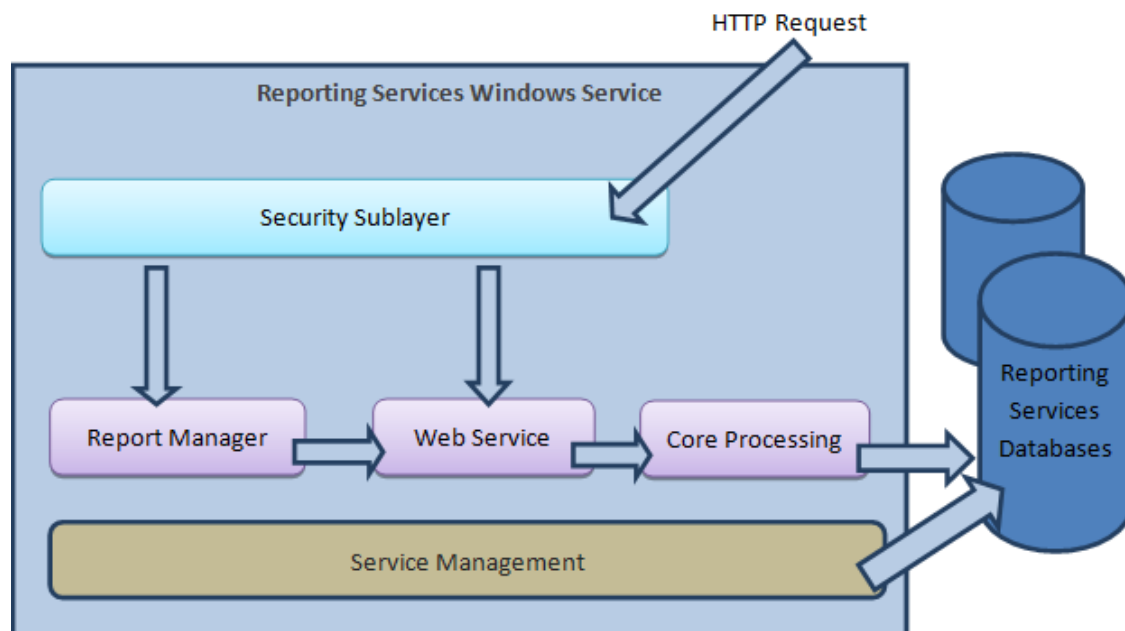 HTTP Request
Reporting Services Windows Service
Security Sublayer
Report Manager
Web Service
Core Processing
Reporting
Services
Databases
Service Management